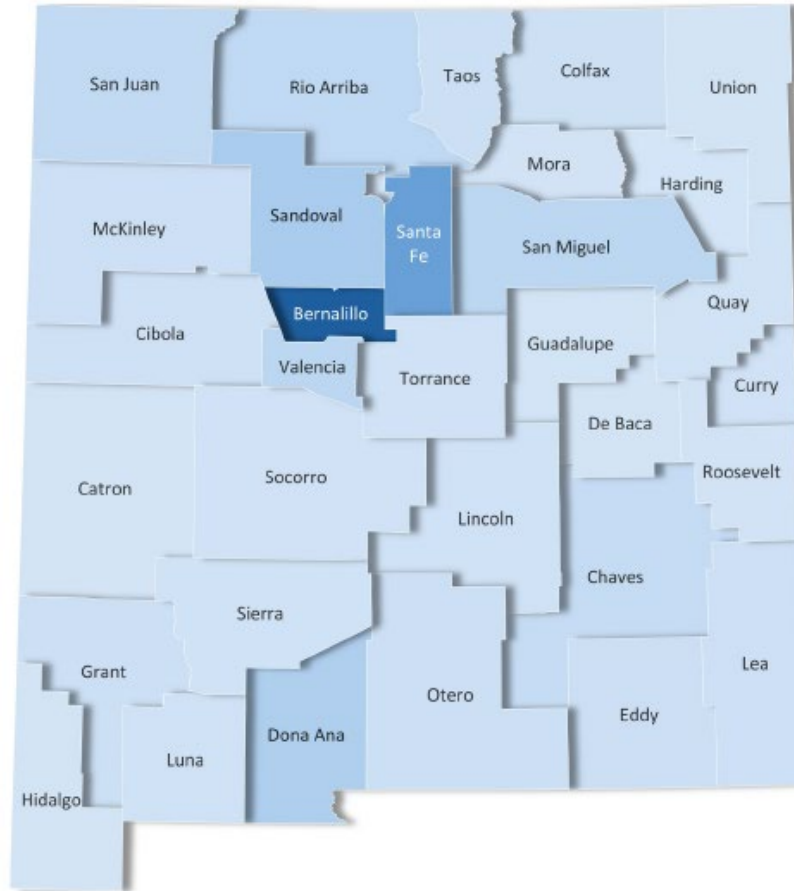 San Juan
Rio Arriba
Taos
Colfax
Union
Mora
Harding
McKinley
Sandoval
Santa
Fe
San Miguel
Quay
Bernalillo
Cibola
Valencia
Torrance
Guadalupe
Curry
De Baca
Roosevelt
Catron
Socorro
Lincoln
Chaves
Sierra
Grant
Lea
Otero
Eddy
Dona Ana
Luna
Hidalgo